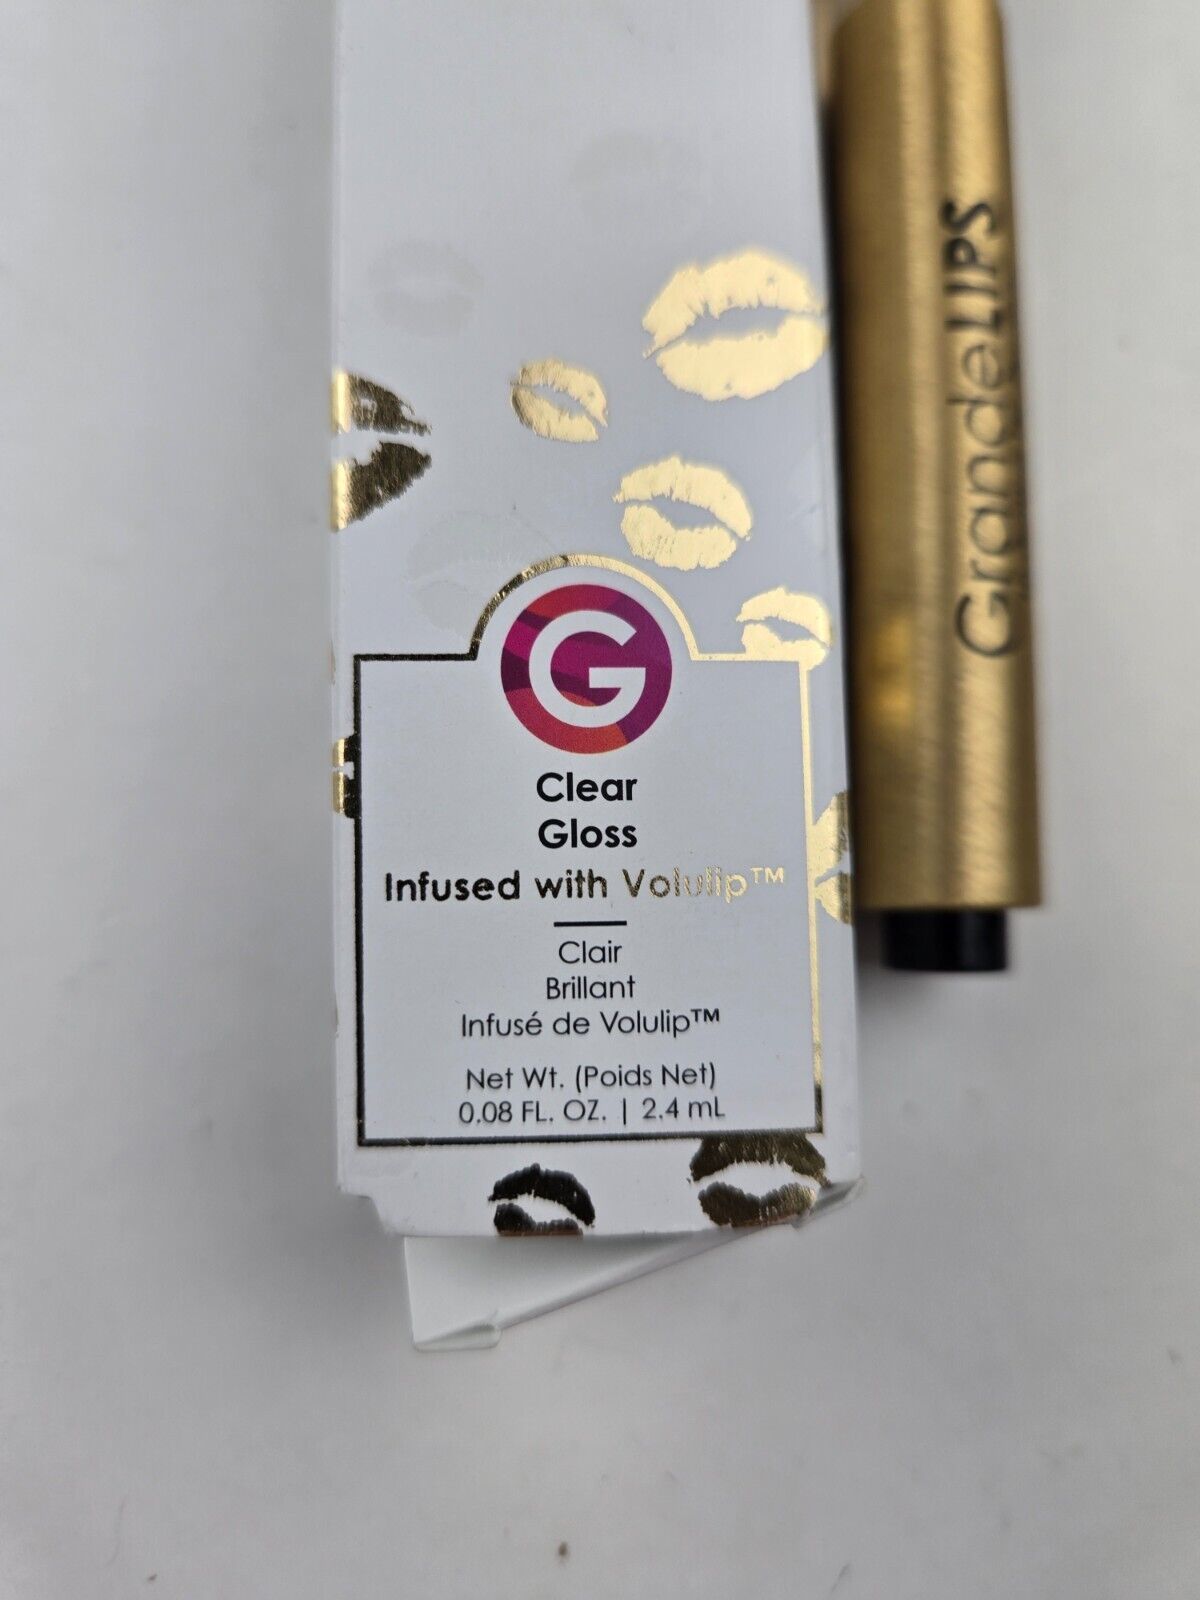 G
Clear
Gloss
Infused with Volulip™
Clair
Brillant
Infusé de Volulip™
Net Wt. (Poids Net)
0.08 FL. OZ. | 2.4 mL
GrandeLIPS